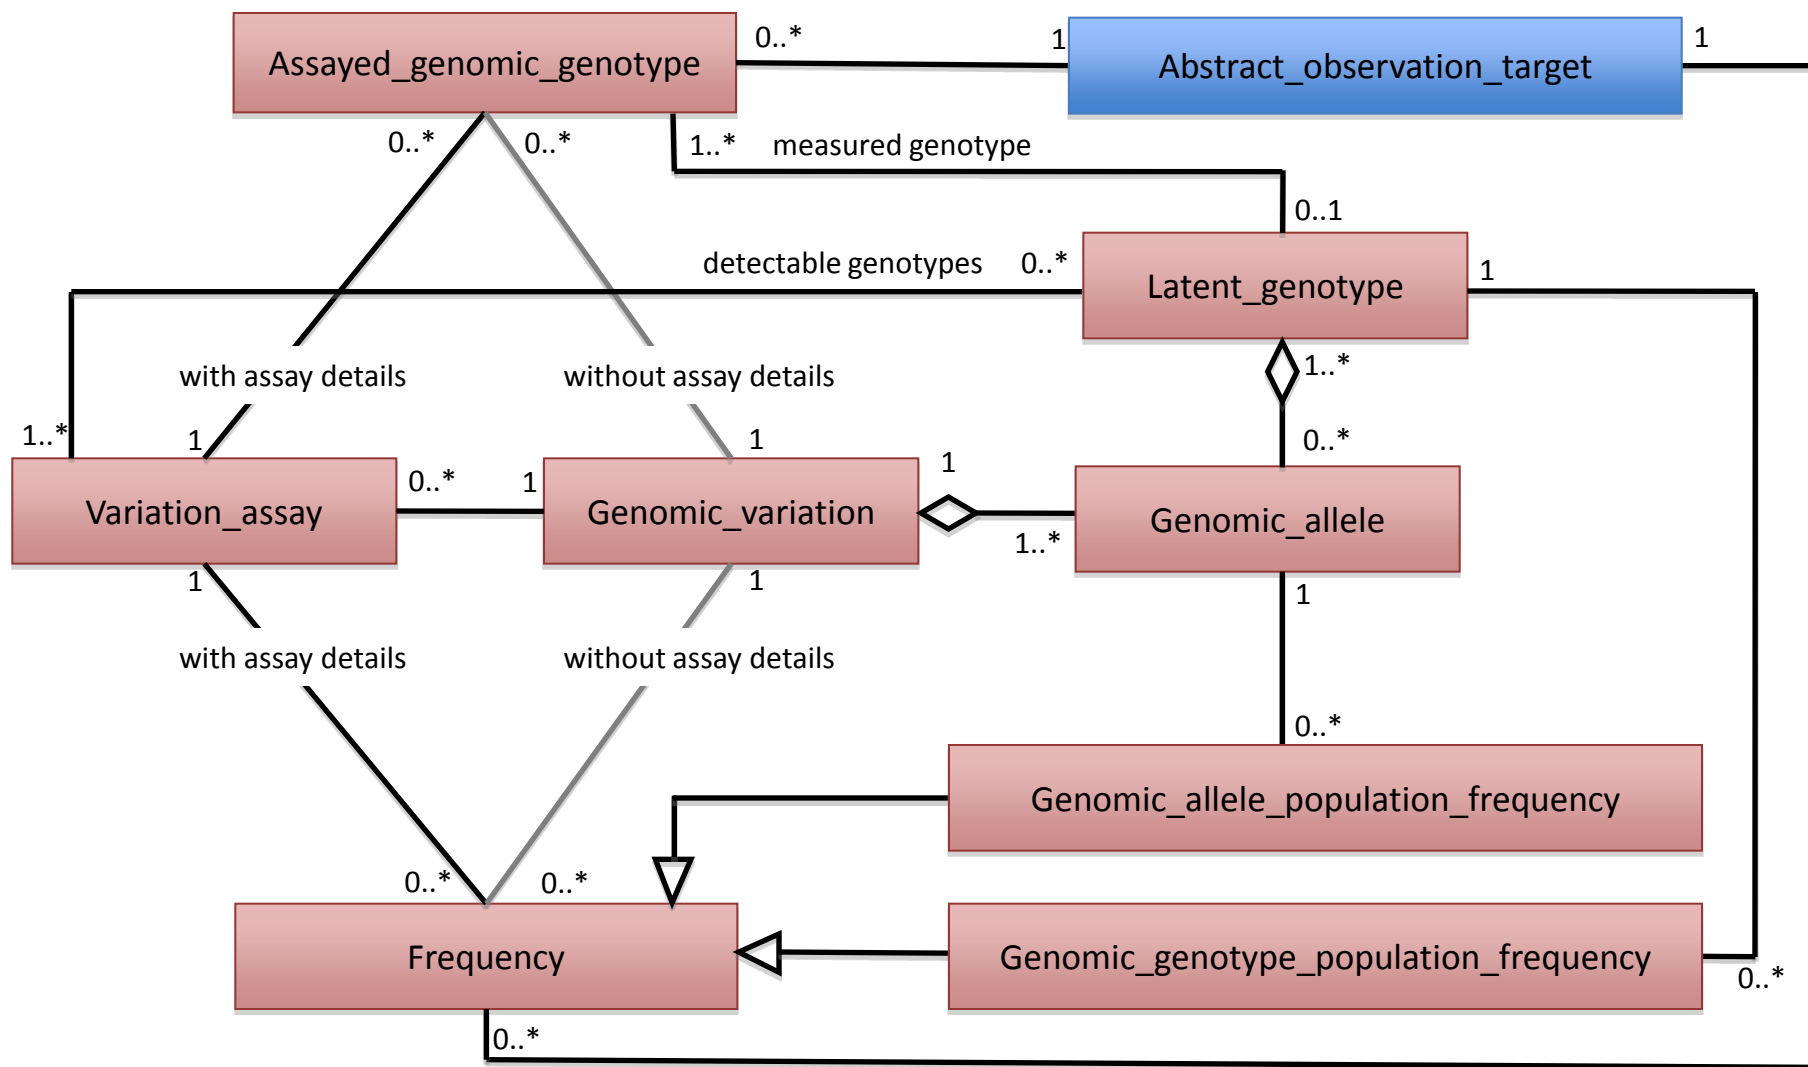 Assayed_genomic_genotype
0..*
1
Abstract_observation_target
1
0..*
0..*
1..*
measured genotype
0..1
detectable genotypes
0..*
Latent_genotype
1
with assay details
without assay details
1..*
1..*
1
1
0..*
Variation_assay
0..*
1
Genomic_variation
1
1..*
Genomic_allele
1
1
1
with assay details
without assay details
0..*
Genomic_allele_population_frequency
0..*
0..*
Frequency
Genomic_genotype_population_frequency
0..*
0..*